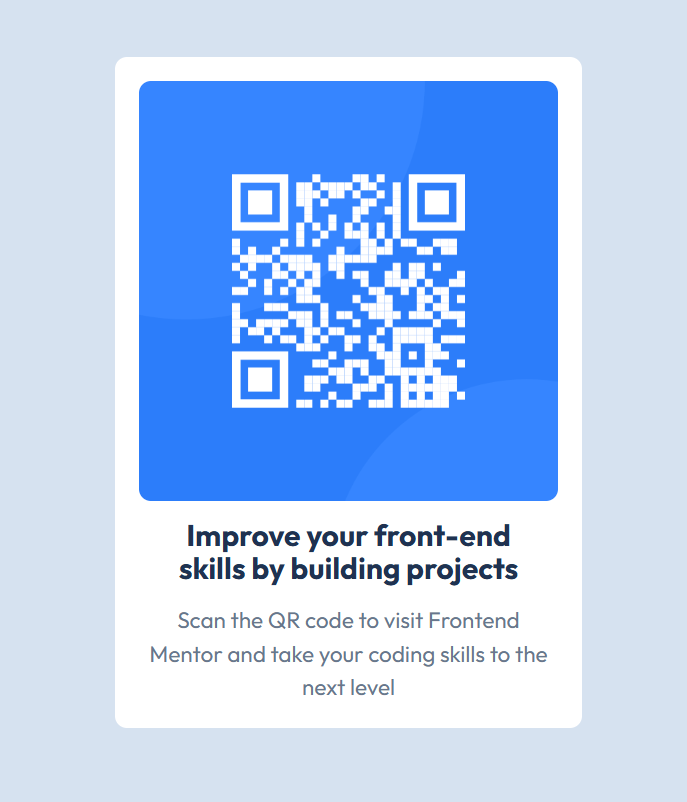 Improve your front-end
skills by building projects
Scan the QR code to visit Frontend
Mentor and take your coding skills to the
next level